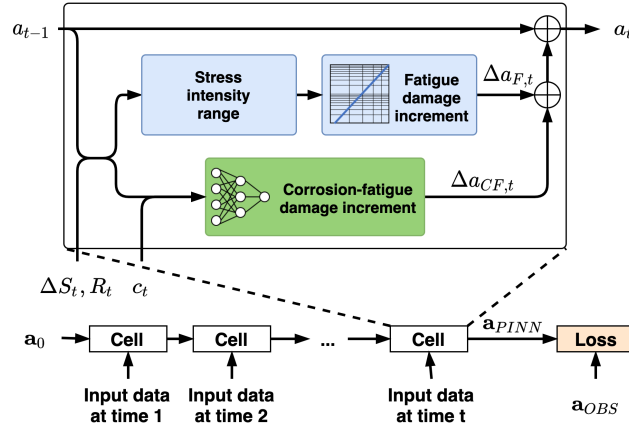 a_{t-1}
a_t
Stress
intensity
range
Fatigue
damage
increment
Δa_{F,t}
Corrosion-fatigue
damage increment
Δa_{CF,t}
ΔS_t, R_t
c_t
a_0
Cell
Cell
...
Cell
a_{PINN}
Loss
Input data
at time 1
Input data
at time 2
Input data
at time t
a_{OBS}